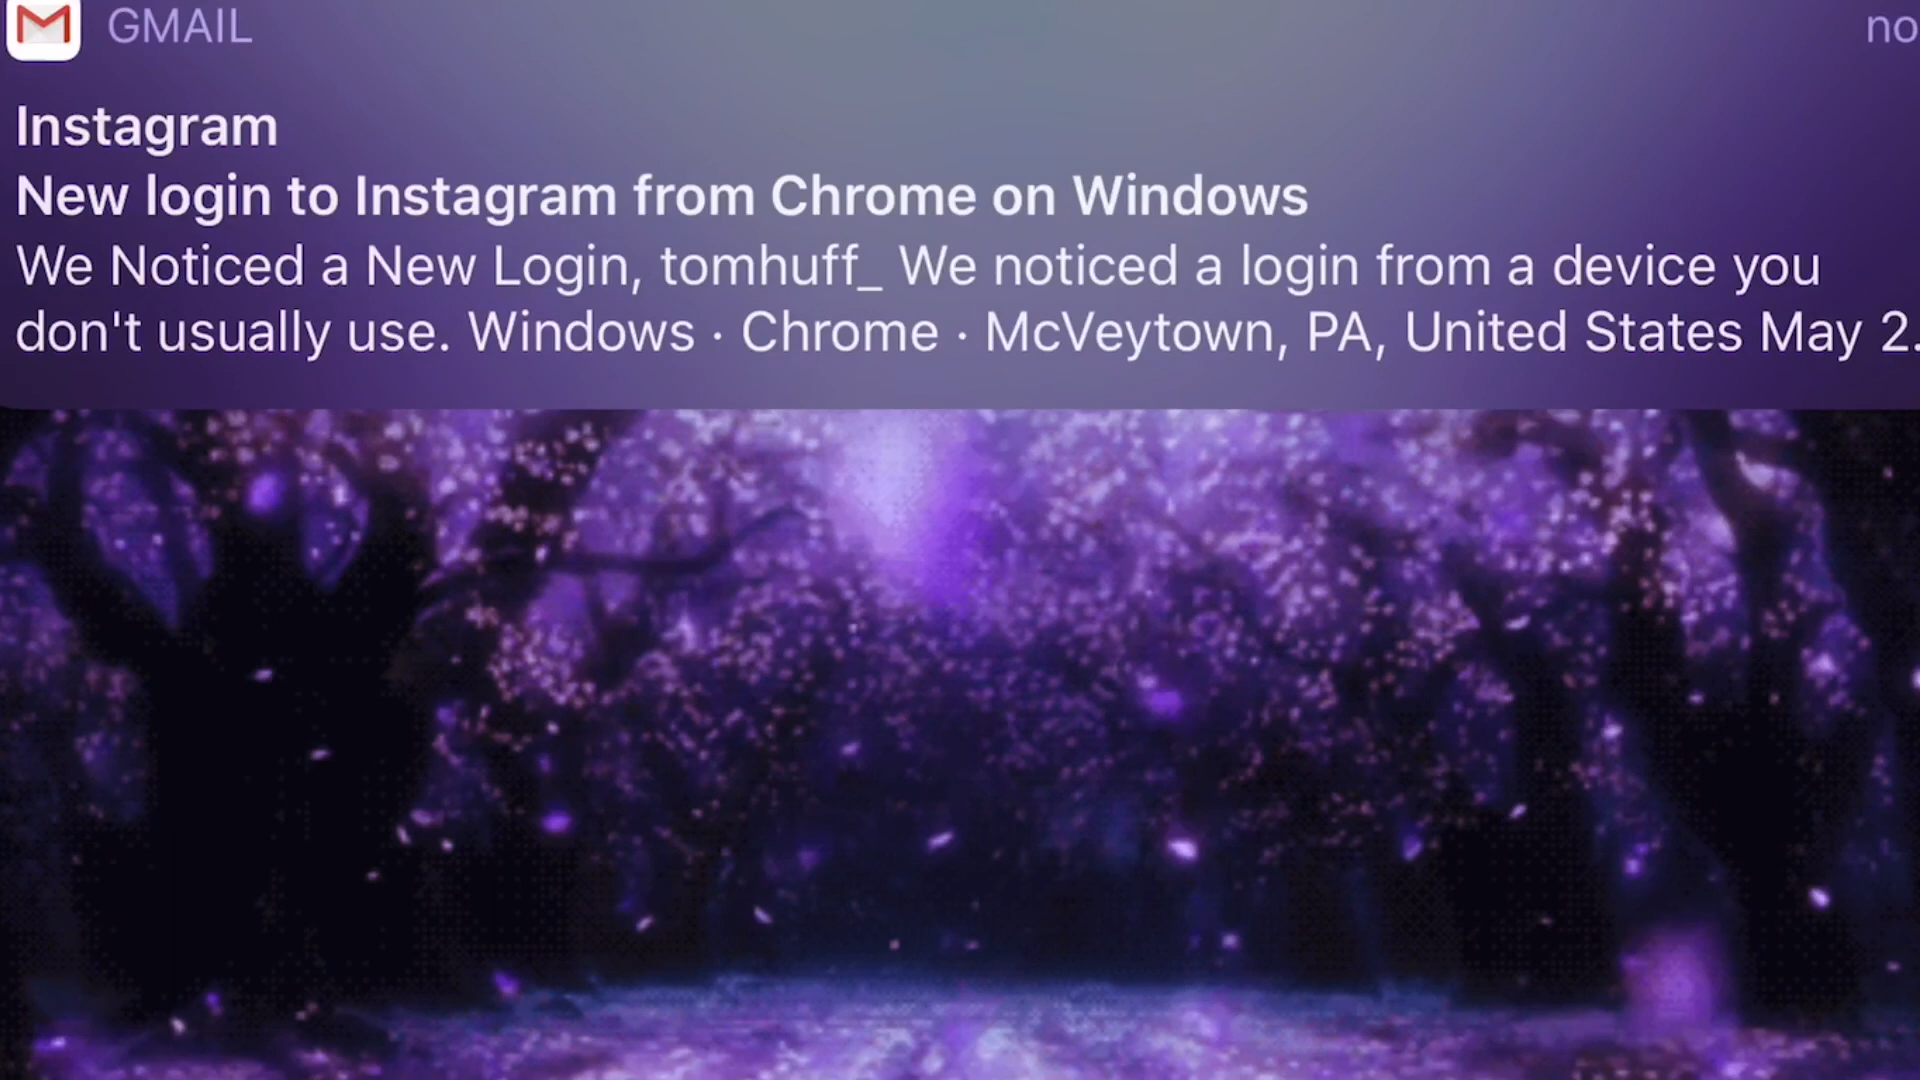 GMAIL
no
Instagram
New login to Instagram from Chrome on Windows
We Noticed a New Login, tomhuff_ We noticed a login from a device you
don't usually use. Windows · Chrome · McVeytown, PA, United States May 2.